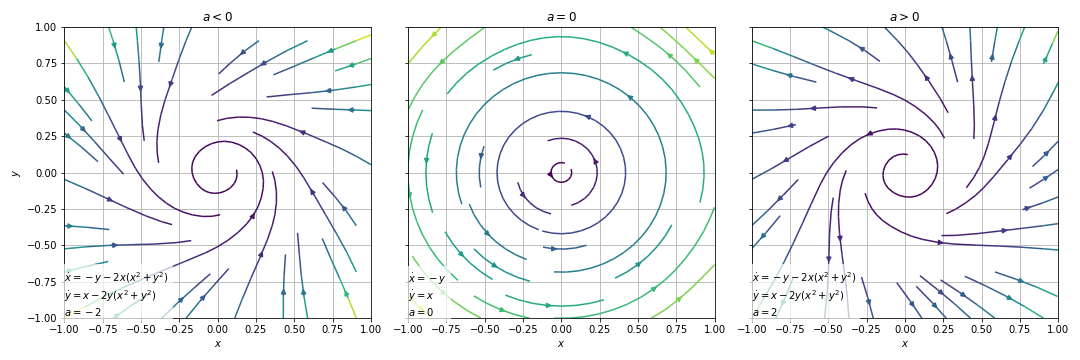 a < 0
a = 0
a > 0
1.00
0.75
0.50
0.25
0.00
−0.25
−0.50
−0.75
−1.00
y
ẋ = −y − 2x(x² + y²)
ẏ = x − 2y(x² + y²)
a = −2
ẋ = −y
ẏ = x
a = 0
ẋ = −y − 2x(x² + y²)
ẏ = x − 2y(x² + y²)
a = 2
−1.00 −0.75 −0.50 −0.25 0.00 0.25 0.50 0.75 1.00
−1.00 −0.75 −0.50 −0.25 0.00 0.25 0.50 0.75 1.00
−1.00 −0.75 −0.50 −0.25 0.00 0.25 0.50 0.75 1.00
x
x
x